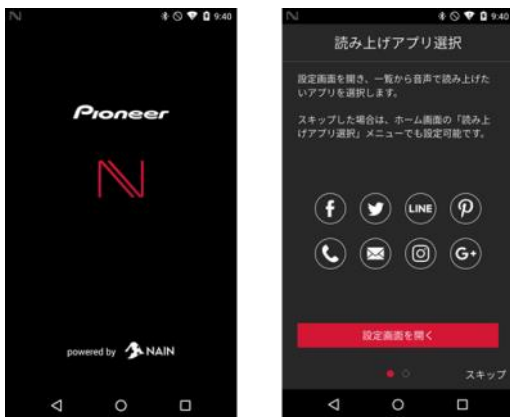 9:40
Pioneer
N
powered by NAIN
9:40
読み上げアプリ選択
設定画面を開き、一覧から音声で読み上げた
いアプリを選択します。
スキップした場合は、ホーム画面の「読み上
げアプリ選択」メニューでも設定可能です。
LINE
G+
設定画面を開く
スキップ